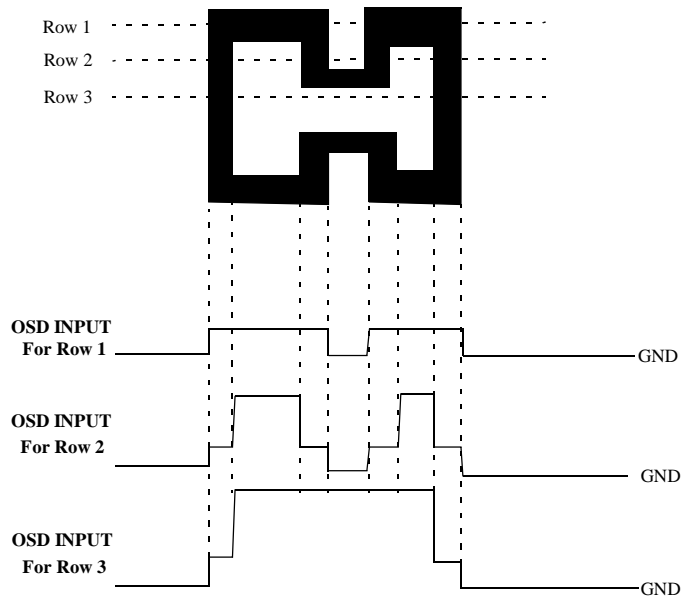 Row 1
Row 2
Row 3
OSD INPUT
For Row 1
GND
OSD INPUT
For Row 2
GND
OSD INPUT
For Row 3
GND